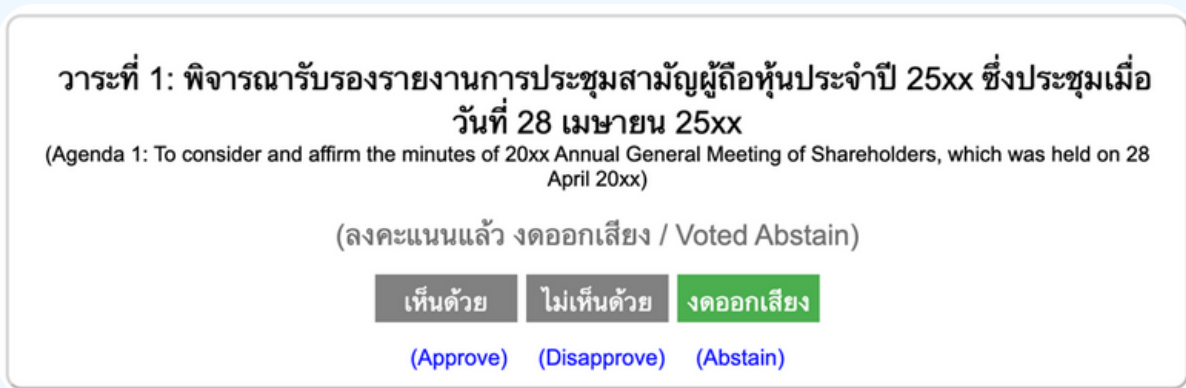 วาระที่ 1: พิจารณารับรองรายงานการประชุมสามัญผู้ถือหุ้นประจำปี 25xx ซึ่งประชุมเมื่อ
วันที่ 28 เมษายน 25xx
(Agenda 1: To consider and affirm the minutes of 20xx Annual General Meeting of Shareholders, which was held on 28
April 20xx)
(ลงคะแนนแล้ว งดออกเสียง / Voted Abstain)
เห็นด้วย ไม่เห็นด้วย งดออกเสียง
(Approve) (Disapprove) (Abstain)